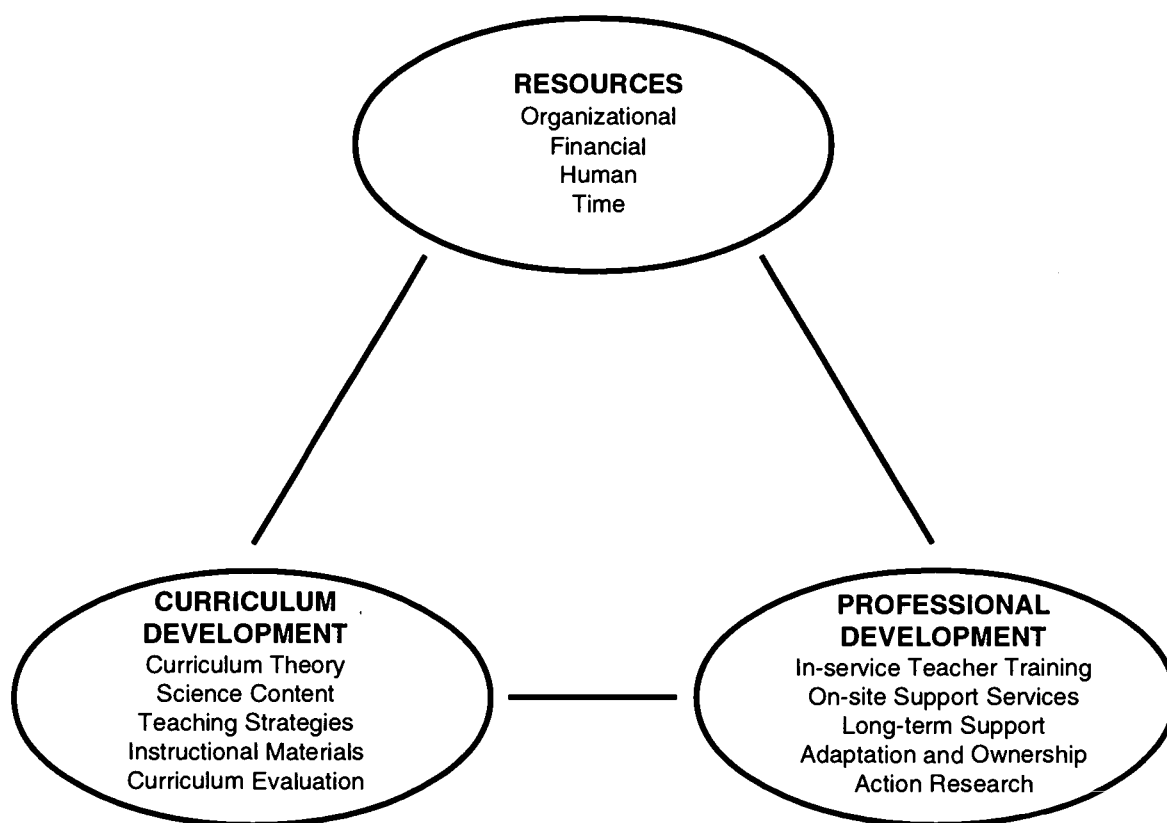 RESOURCES
Organizational
Financial
Human
Time
CURRICULUM
DEVELOPMENT
Curriculum Theory
Science Content
Teaching Strategies
Instructional Materials
Curriculum Evaluation
PROFESSIONAL
DEVELOPMENT
In-service Teacher Training
On-site Support Services
Long-term Support
Adaptation and Ownership
Action Research